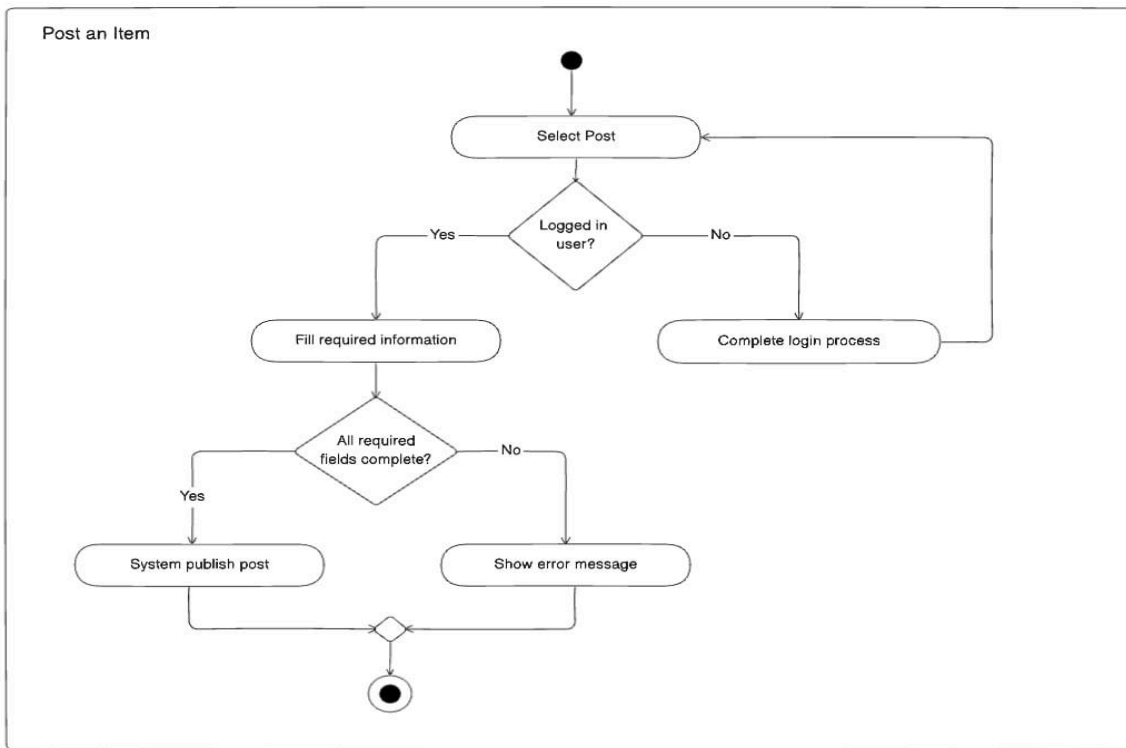 Post an Item
Select Post
Logged in
user?
Yes
No
Fill required information
Complete login process
All required
fields complete?
No
Yes
System publish post
Show error message